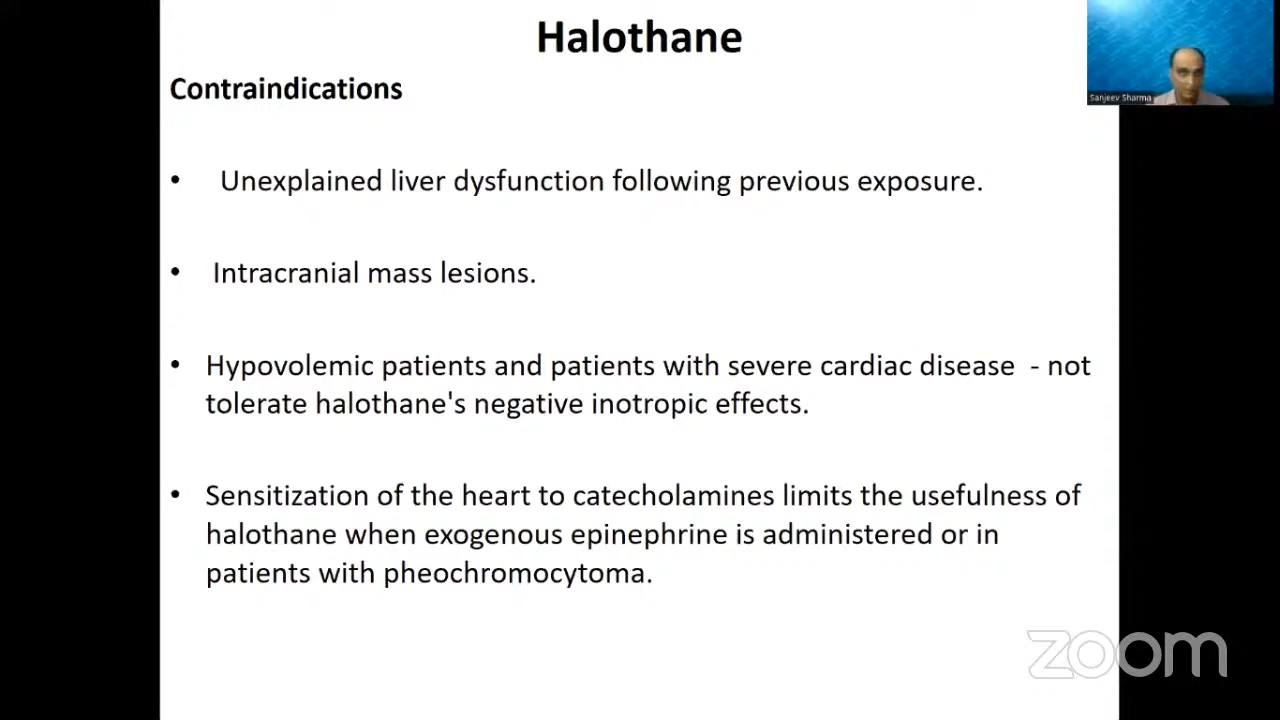 Halothane
Contraindications
Sanjeev Sharma
• Unexplained liver dysfunction following previous exposure.
• Intracranial mass lesions.
• Hypovolemic patients and patients with severe cardiac disease - not
tolerate halothane's negative inotropic effects.
• Sensitization of the heart to catecholamines limits the usefulness of
halothane when exogenous epinephrine is administered or in
patients with pheochromocytoma.
zoom